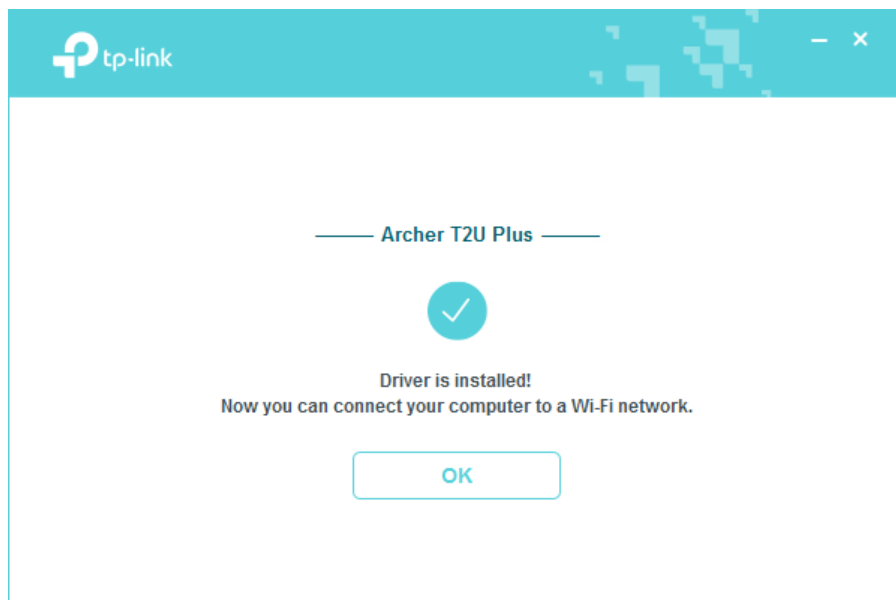 tp-link
Archer T2U Plus
Driver is installed!
Now you can connect your computer to a Wi-Fi network.
OK